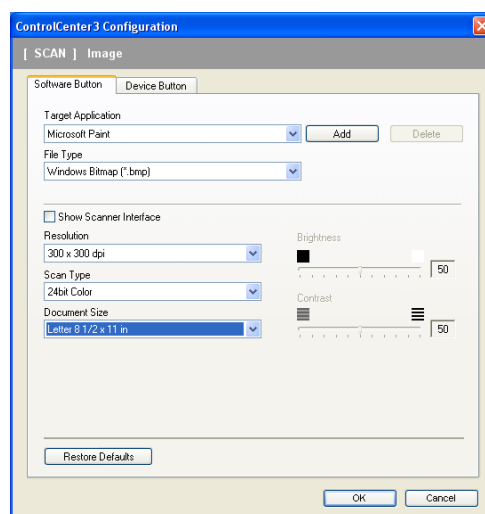 ControlCenter3 Configuration
[ SCAN ] Image
Software Button Device Button
Target Application
Microsoft Paint Add Delete
File Type
Windows Bitmap (*.bmp)
Show Scanner Interface
Resolution Brightness
300 x 300 dpi 50
Scan Type
24bit Color
Contrast
Document Size
Letter 8 1/2 x 11 in 50
Restore Defaults
OK Cancel